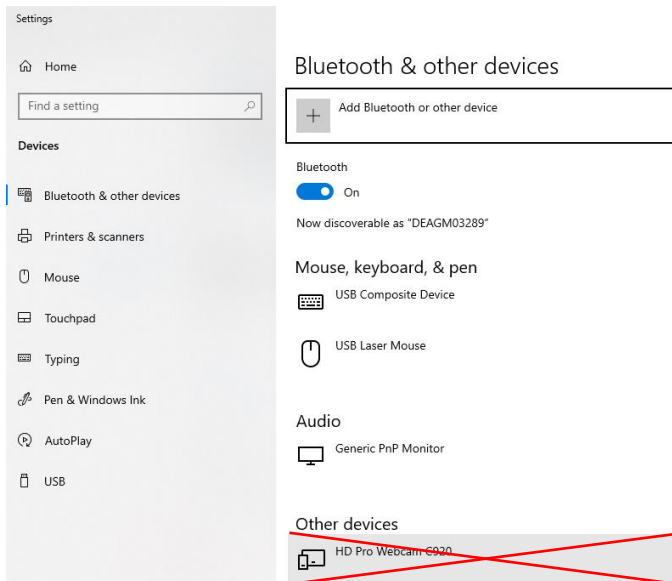 Settings
Home
Find a setting
Devices
Bluetooth & other devices
Printers & scanners
Mouse
Touchpad
Typing
Pen & Windows Ink
AutoPlay
USB
Bluetooth & other devices
Add Bluetooth or other device
Bluetooth
On
Now discoverable as "DEAGM03289"
Mouse, keyboard, & pen
USB Composite Device
USB Laser Mouse
Audio
Generic PnP Monitor
Other devices
HD Pro Webcam C920